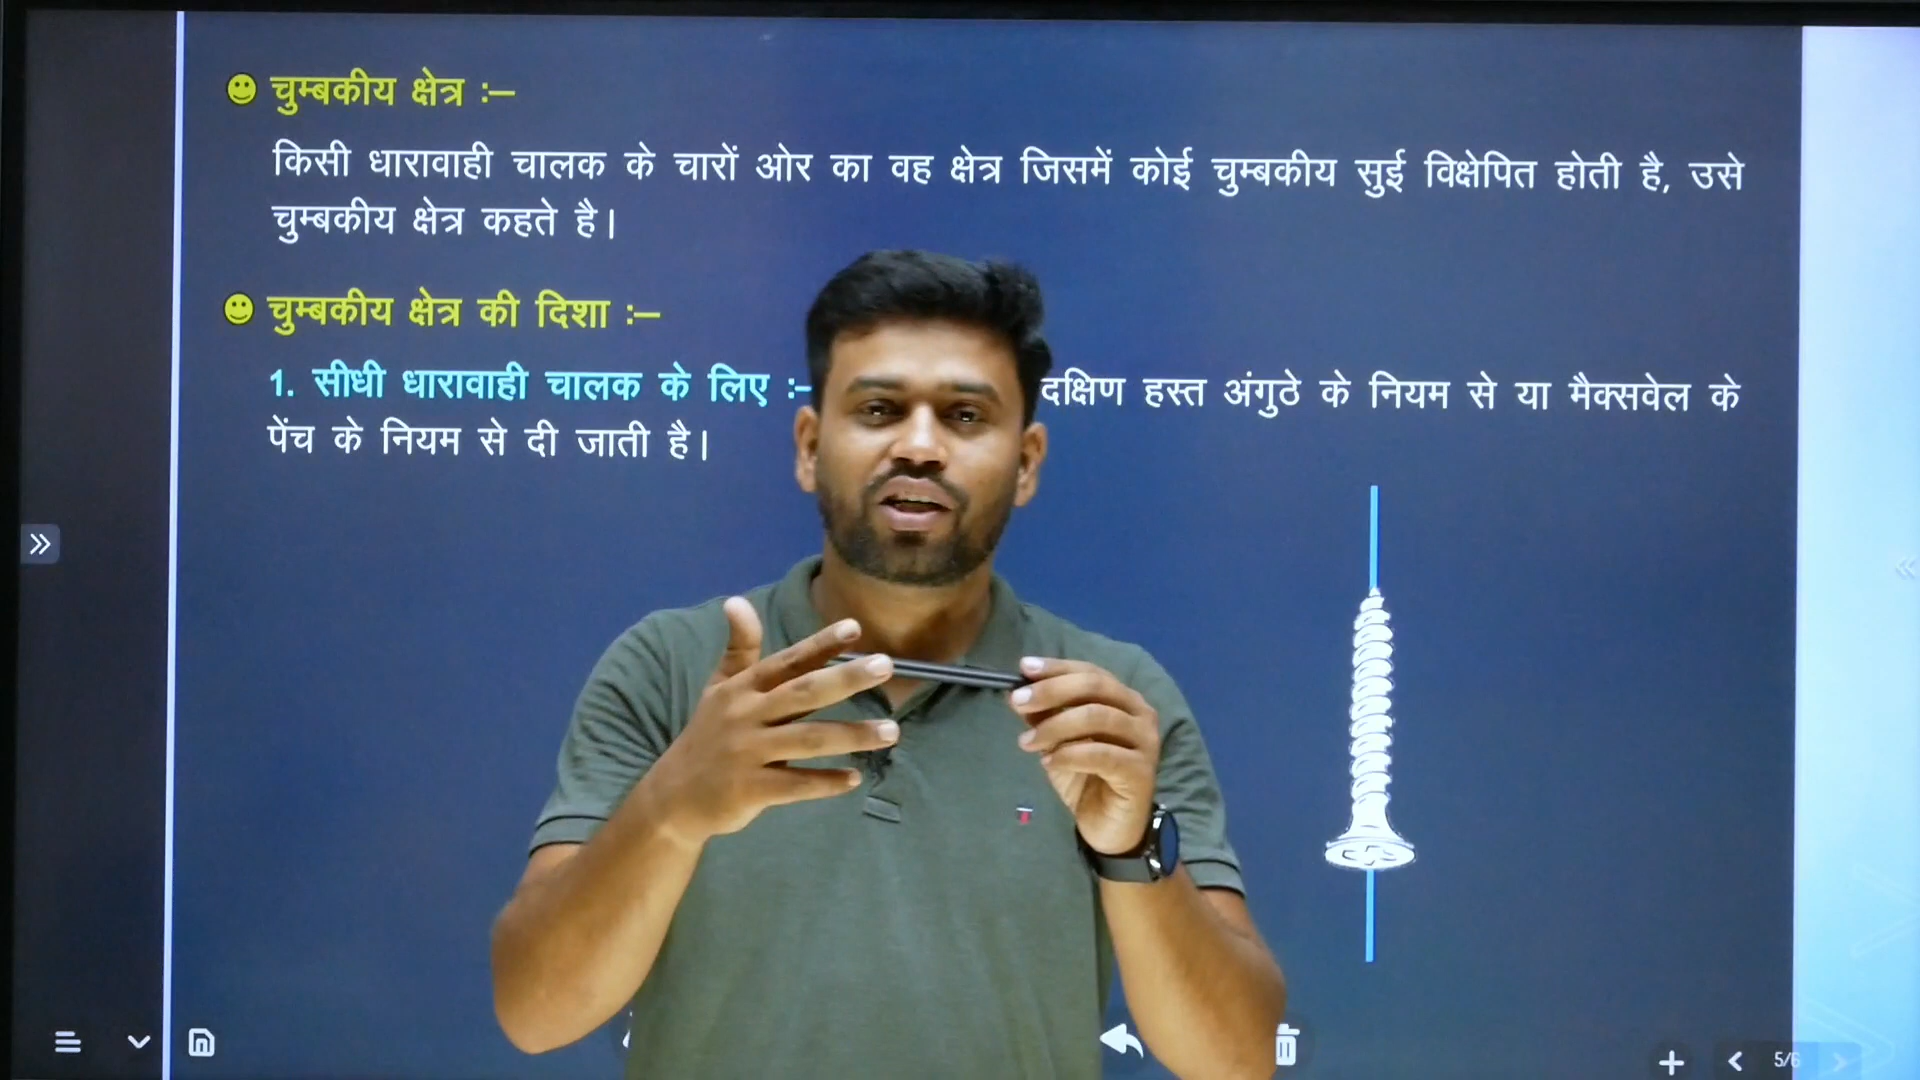 चुम्बकीय क्षेत्र :–
किसी धारावाही चालक के चारों ओर का वह क्षेत्र जिसमें कोई चुम्बकीय सुई विक्षेपित होती है, उसे
चुम्बकीय क्षेत्र कहते है।
चुम्बकीय क्षेत्र की दिशा :–
1. सीधी धारावाही चालक के लिए :– दक्षिण हस्त अंगुठे के नियम से या मैक्सवेल के
पेंच के नियम से दी जाती है।
5/6